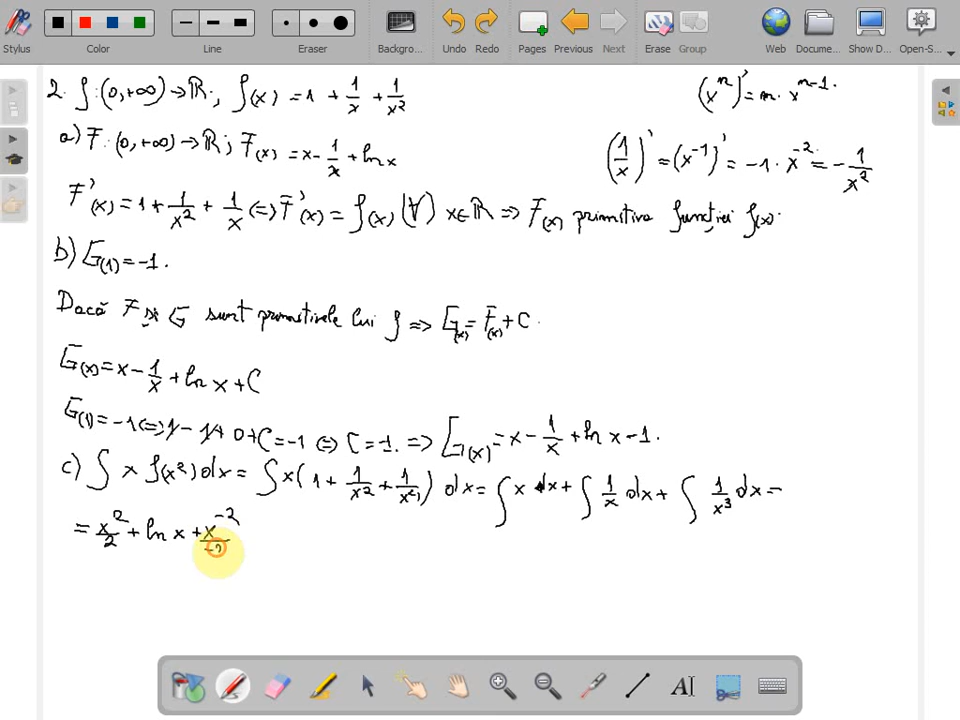 Stylus Color Line Eraser Backgro... Undo Redo Pages Previous Next Erase Group Web Docume... Show D... Open-S...
2. f:(0,+∞)→ℝ, f(x)=1+1/x+1/x²
(xⁿ)'=n·xⁿ⁻¹.
a) F:(0,+∞)→ℝ; F(x)=x-1/x+ln x
(1/x)'=(x⁻¹)'=-1·x⁻²=-1/x²
F'(x)=1+1/x²+1/x⇔F'(x)=f(x) (∀) x∈ℝ⇒F(x) primitiva funcției f(x).
b) G(1)=-1.
Dacă F și G sunt primitivele lui f⇒G(x)=F(x)+C.
G(x)=x-1/x+ln x+C
G(1)=-1⇔1-1+0+C=-1⇔C=-1.⇒G(x)=x-1/x+ln x-1.
c) ∫x f(x²)dx=∫x(1+1/x²+1/x⁴)dx=∫x dx+∫1/x dx+∫1/x³ dx=
=x²/2+ln x+x⁻²/-2